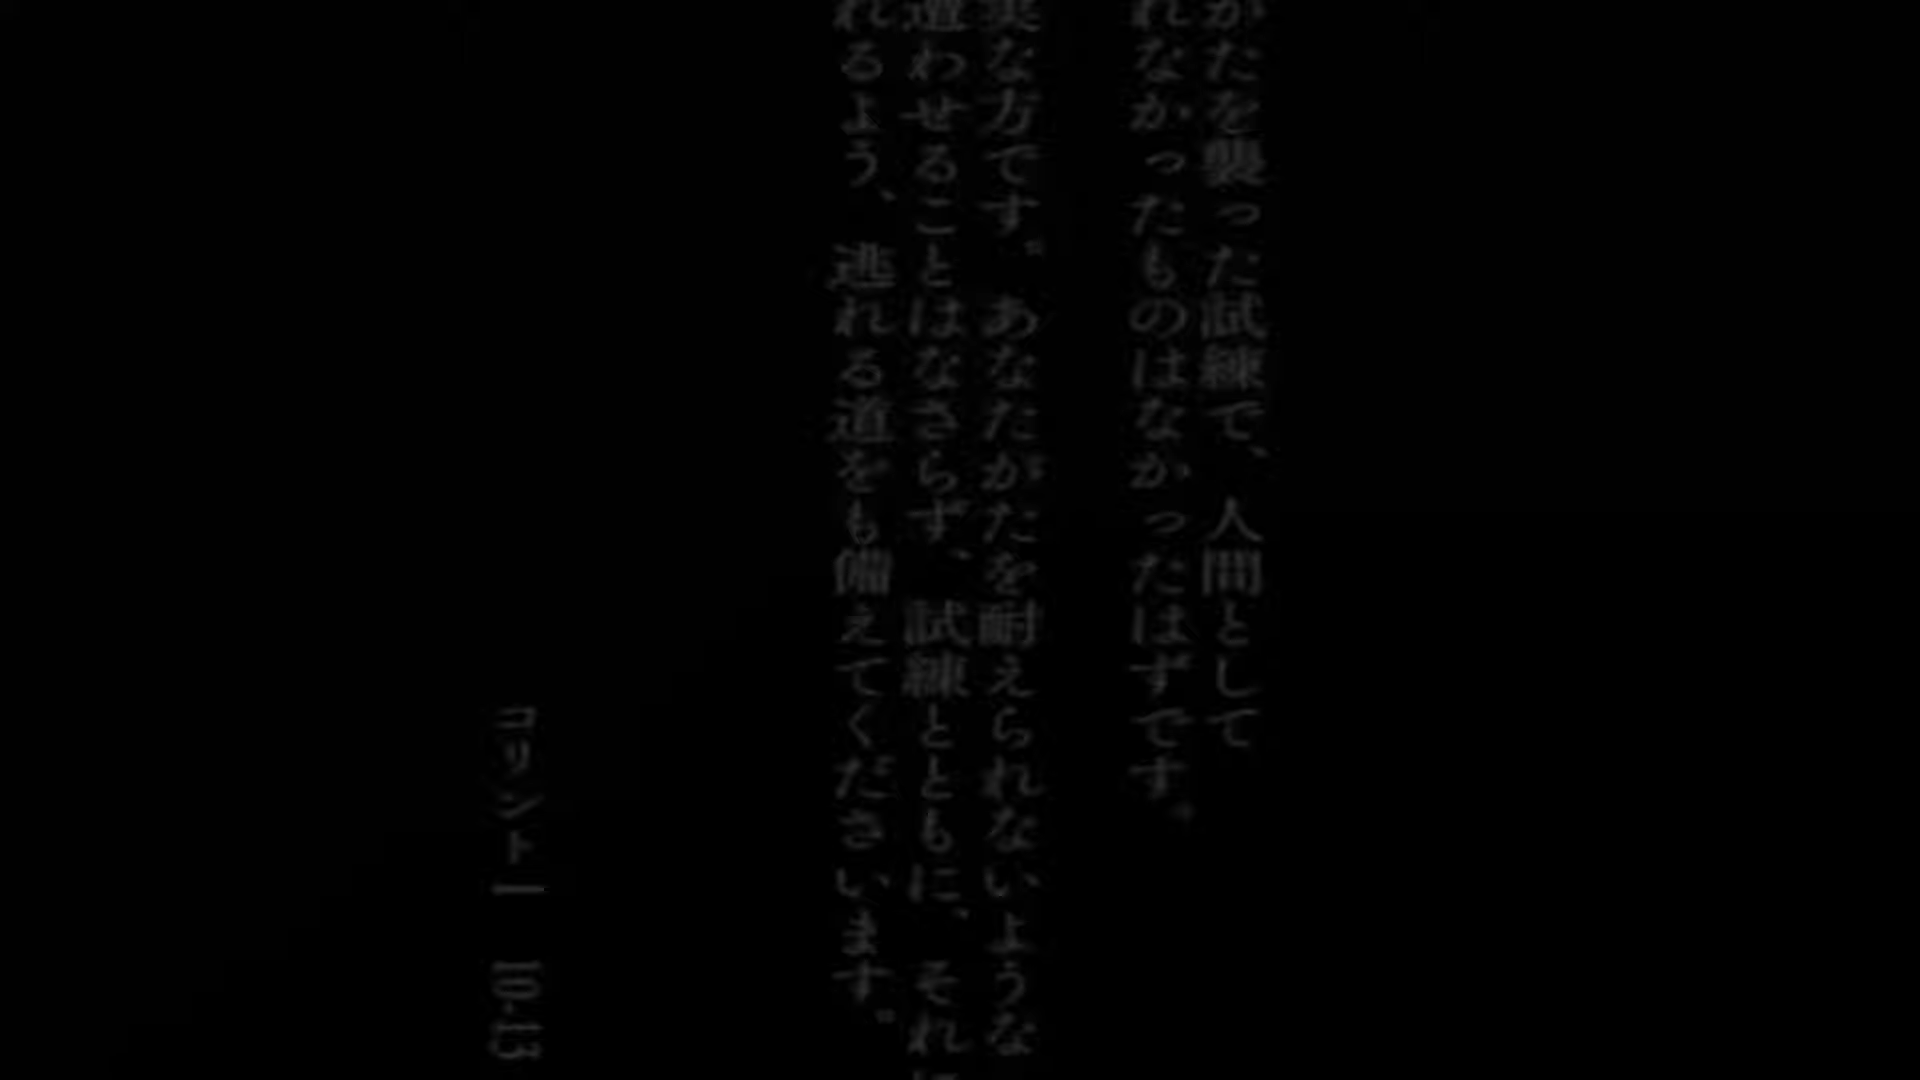 がたを襲った試練で、人間として
れなかったものはなかったはずです。
実な方です。あなたがたを耐えられないような
遭わせることはなさらず、試練とともに、それに
れるよう、逃れる道をも備えてくださいます。
コリント一 10・13